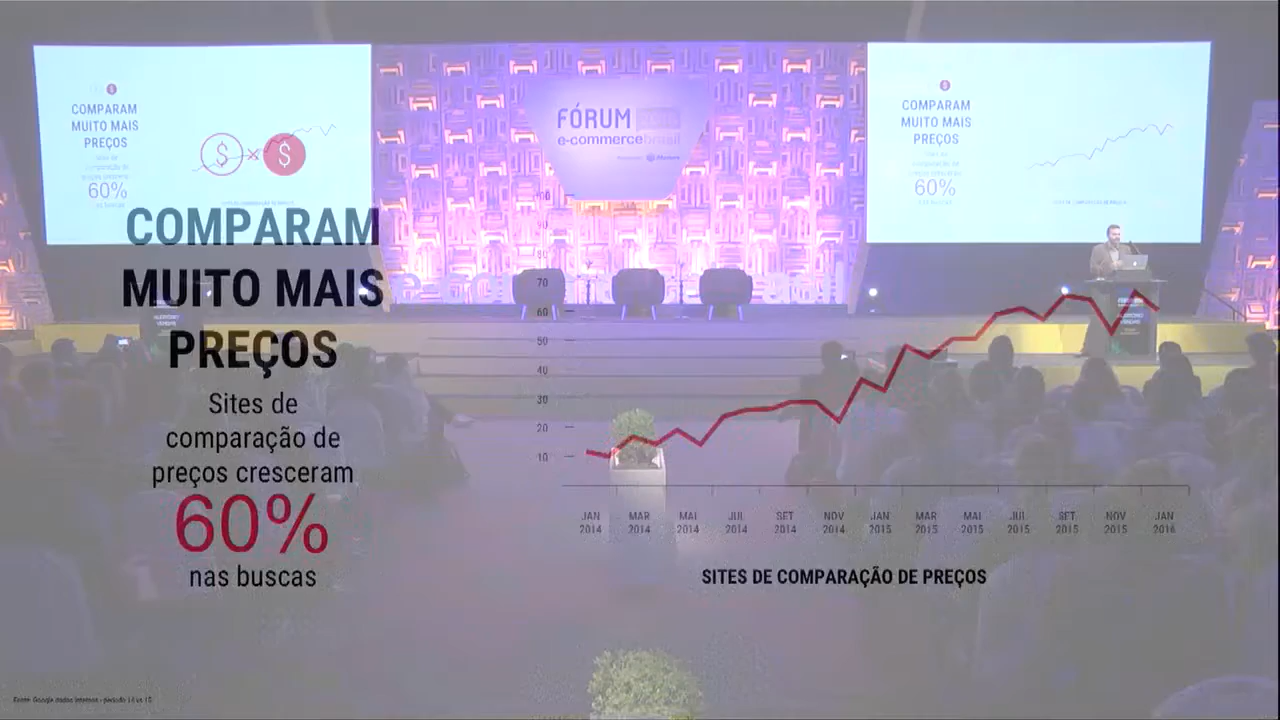 COMPARAM
MUITO MAIS
PREÇOS
60%
FÓRUM
e-commercebrasil
COMPARAM
MUITO MAIS
PREÇOS
60%
COMPARAM
MUITO MAIS
PREÇOS
Sites de
comparação de
preços cresceram
60%
nas buscas
70
60
50
40
30
20
10
JAN 2014
MAR 2014
MAI 2014
JUL 2014
SET 2014
NOV 2014
JAN 2015
MAR 2015
MAI 2015
JUL 2015
SET 2015
NOV 2015
JAN 2016
SITES DE COMPARAÇÃO DE PREÇOS